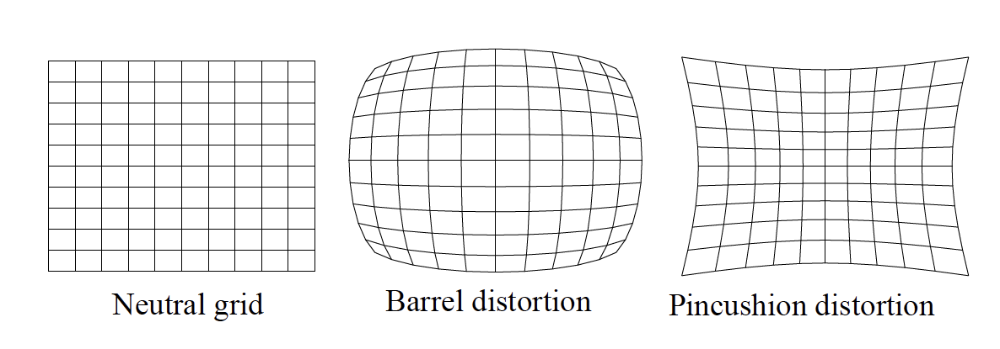 Neutral grid
Barrel distortion
Pincushion distortion